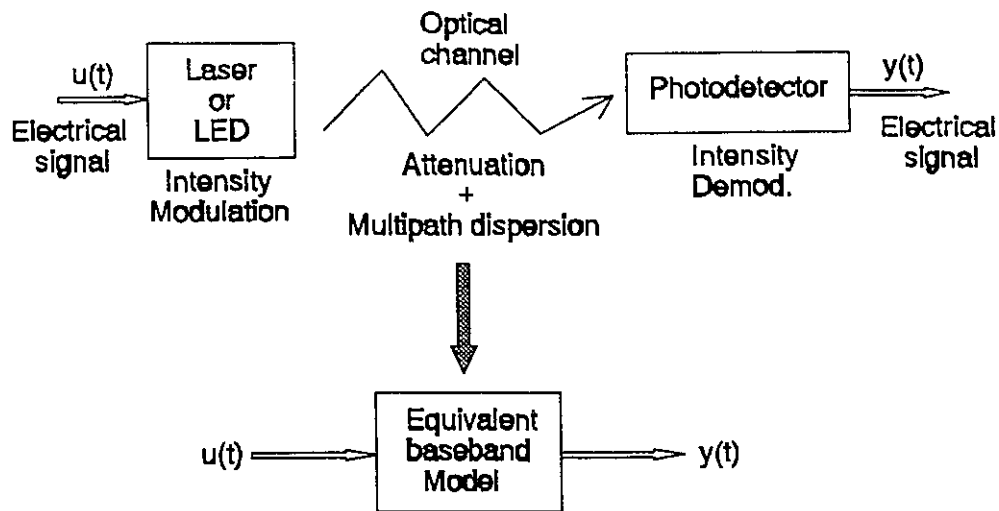 u(t)
Electrical
signal
Laser
or
LED
Intensity
Modulation
Optical
channel
Attenuation
+
Multipath dispersion
Photodetector
Intensity
Demod.
y(t)
Electrical
signal
u(t)
Equivalent
baseband
Model
y(t)